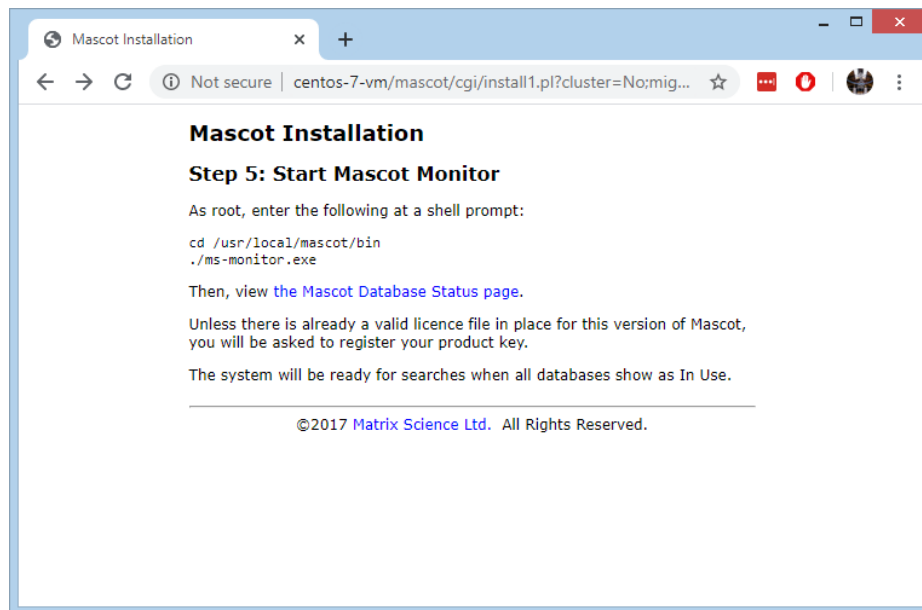 Mascot Installation
Not secure | centos-7-vm/mascot/cgi/install1.pl?cluster=No;mig...
Mascot Installation
Step 5: Start Mascot Monitor
As root, enter the following at a shell prompt:
cd /usr/local/mascot/bin
./ms-monitor.exe
Then, view the Mascot Database Status page.
Unless there is already a valid licence file in place for this version of Mascot,
you will be asked to register your product key.
The system will be ready for searches when all databases show as In Use.
©2017 Matrix Science Ltd. All Rights Reserved.